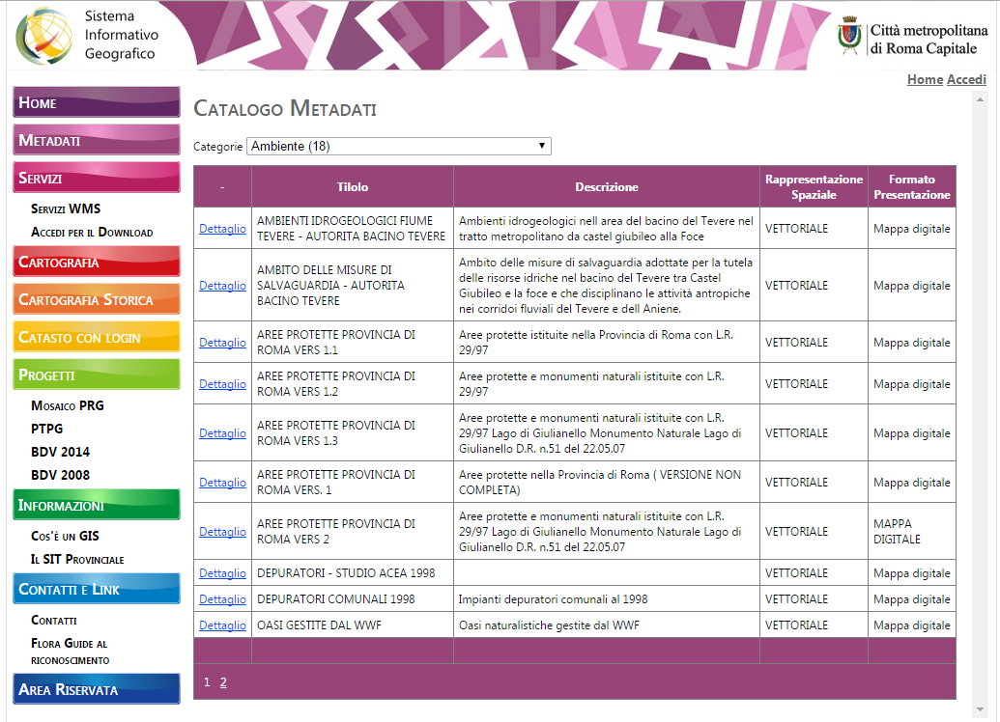 Sistema
Informativo
Geografico
Città metropolitana
di Roma Capitale
Home Accedi
Home
Metadati
Servizi
Servizi WMS
Accedi per il Download
Cartografia
Cartografia Storica
Catasto con login
Progetti
Mosaico PRG
PTPG
BDV 2014
BDV 2008
Informazioni
Cos'è un GIS
Il SIT Provinciale
Contatti e Link
Contatti
Flora Guide al
riconoscimento
Area Riservata
Catalogo Metadati
Categorie Ambiente (18)
- Tilolo Descrizione Rappresentazione Spaziale Formato Presentazione
Dettaglio
AMBIENTI IDROGEOLOGICI FIUME
TEVERE - AUTORITA BACINO TEVERE
Ambienti idrogeologici nell area del bacino del Tevere nel
tratto metropolitano da castel giubileo alla Foce
VETTORIALE
Mappa digitale
Dettaglio
AMBITO DELLE MISURE DI
SALVAGUARDIA - AUTORITA
BACINO TEVERE
Ambito delle misure di salvaguardia adottate per la tutela
delle risorse idriche nel bacino del Tevere tra Castel
Giubileo e la foce e che disciplinano le attività antropiche
nei corridoi fluviali del Tevere e dell Aniene.
VETTORIALE
Mappa digitale
Dettaglio
AREE PROTETTE PROVINCIA DI
ROMA VERS 1.1
Aree protette istituite nella Provincia di Roma con L.R.
29/97
VETTORIALE
Mappa digitale
Dettaglio
AREE PROTETTE PROVINCIA DI
ROMA VERS 1.2
Aree protette e monumenti naturali istituite con L.R.
29/97
VETTORIALE
Mappa digitale
Dettaglio
AREE PROTETTE PROVINCIA DI
ROMA VERS 1.3
Aree protette e monumenti naturali istituite con L.R.
29/97 Lago di Giulianello Monumento Naturale Lago di
Giulianello D.R. n.51 del 22.05.07
VETTORIALE
Mappa digitale
Dettaglio
AREE PROTETTE PROVINCIA DI
ROMA VERS. 1
Aree protette nella Provincia di Roma ( VERSIONE NON
COMPLETA)
VETTORIALE
Mappa digitale
Dettaglio
AREE PROTETTE PROVINCIA DI
ROMA VERS 2
Aree protette e monumenti naturali istituite con L.R.
29/97 Lago di Giulianello Monumento Naturale Lago di
Giulianello D.R. n.51 del 22.05.07
VETTORIALE
MAPPA
DIGITALE
Dettaglio
DEPURATORI - STUDIO ACEA 1998
VETTORIALE
Mappa digitale
Dettaglio
DEPURATORI COMUNALI 1998
Impianti depuratori comunali al 1998
VETTORIALE
Mappa digitale
Dettaglio
OASI GESTITE DAL WWF
Oasi naturalistiche gestite dal WWF
VETTORIALE
Mappa digitale
1 2